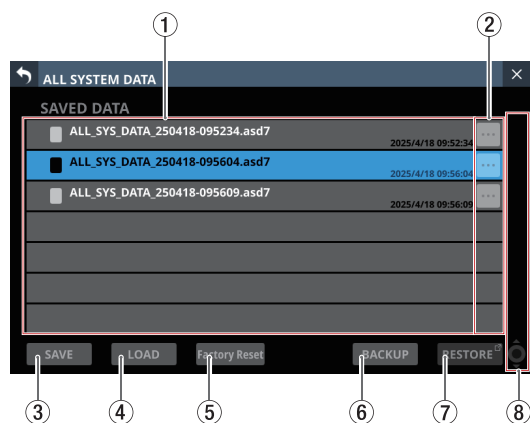 ① ②
ALL SYSTEM DATA ×
SAVED DATA
ALL_SYS_DATA_250418-095234.asd7
2025/4/18 09:52:34 ...
ALL_SYS_DATA_250418-095604.asd7
2025/4/18 09:56:04 ...
ALL_SYS_DATA_250418-095609.asd7
2025/4/18 09:56:09 ...
SAVE LOAD Factory Reset BACKUP RESTORE
③ ④ ⑤ ⑥ ⑦ ⑧